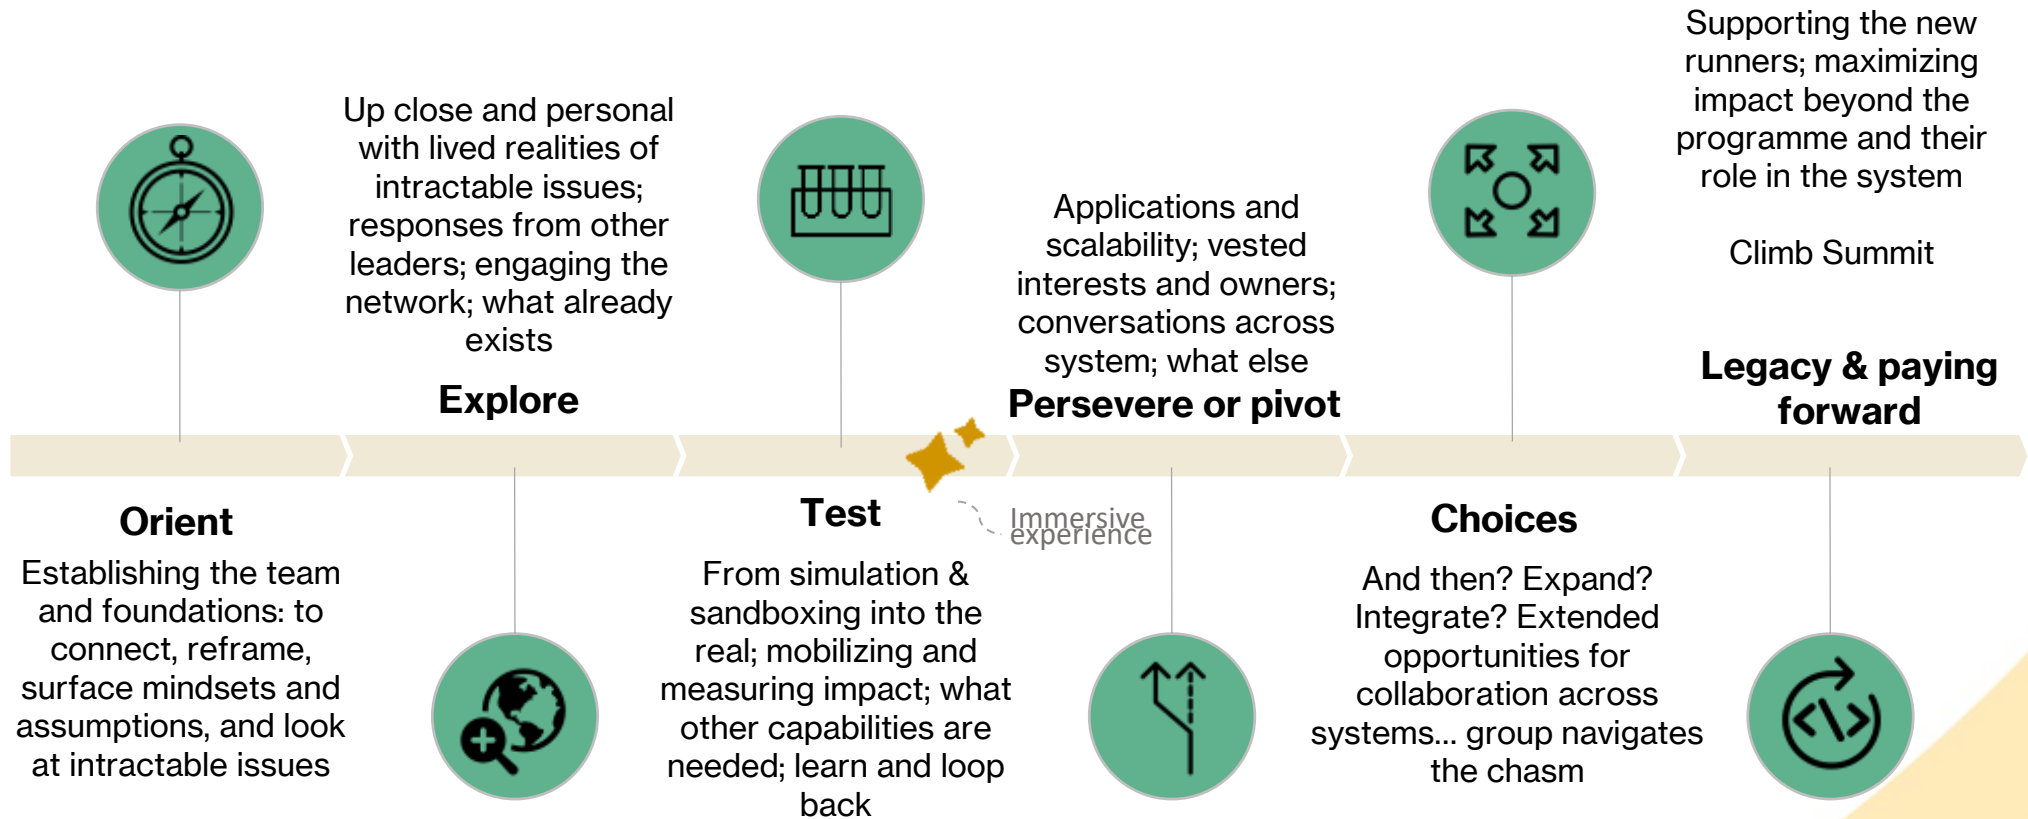 Orient
Establishing the team
and foundations: to
connect, reframe,
surface mindsets and
assumptions, and look
at intractable issues
Up close and personal
with lived realities of
intractable issues;
responses from other
leaders; engaging the
network; what already
exists
Explore
Test
From simulation &
sandboxing into the
real; mobilizing and
measuring impact; what
other capabilities are
needed; learn and loop
back
Immersive
experience
Applications and
scalability; vested
interests and owners;
conversations across
system; what else
Persevere or pivot
Choices
And then? Expand?
Integrate? Extended
opportunities for
collaboration across
systems... group navigates
the chasm
Supporting the new
runners; maximizing
impact beyond the
programme and their
role in the system
Climb Summit
Legacy & paying
forward